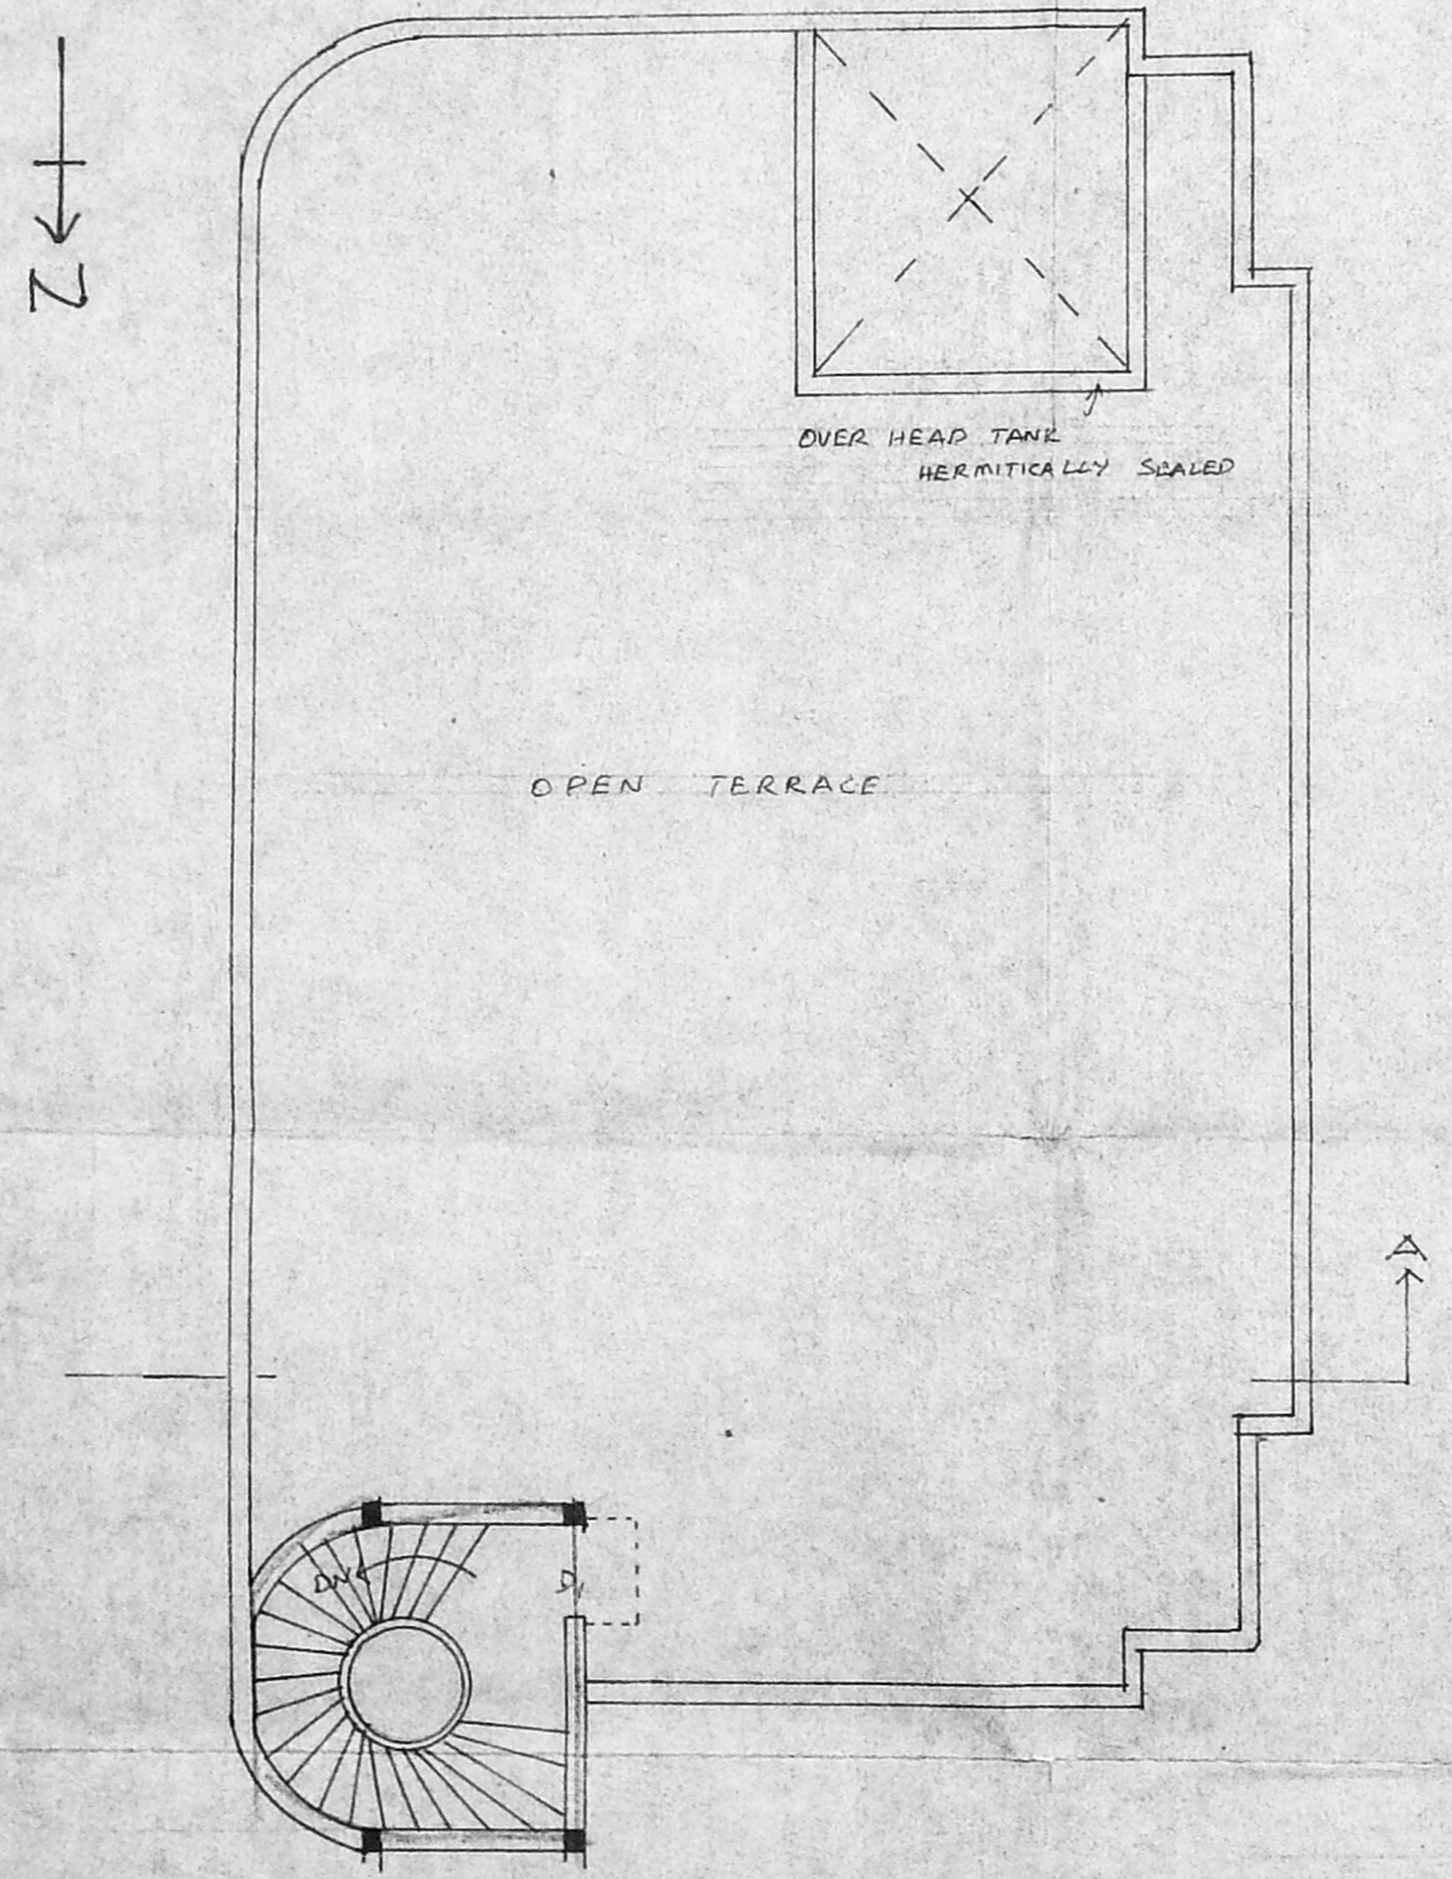 N
OVER HEAD TANK
HERMITICALLY SEALED
OPEN TERRACE
A
DN
D1